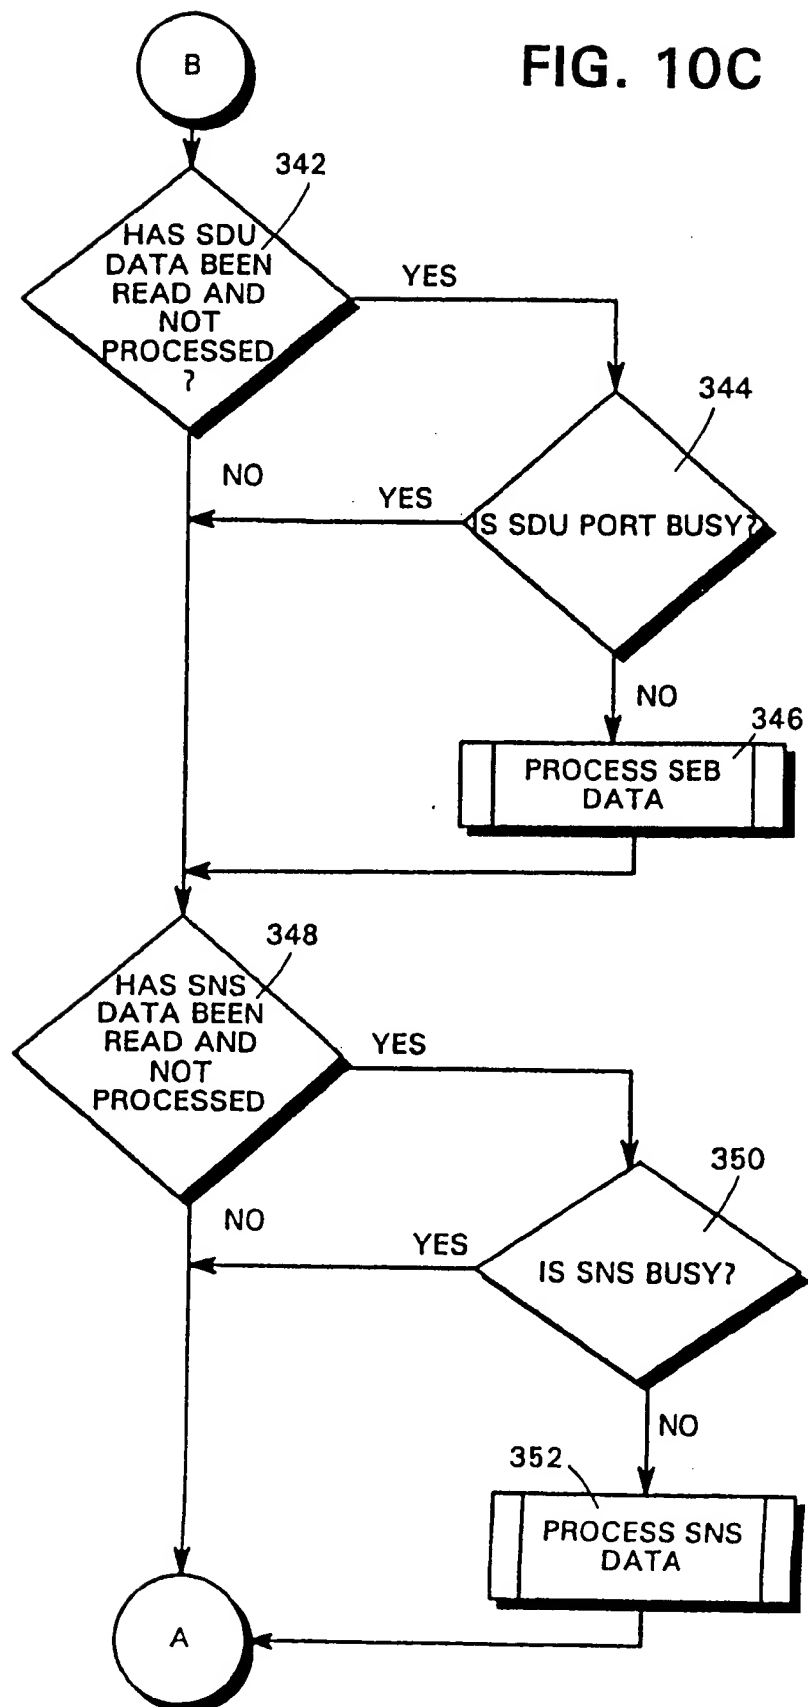 B
FIG. 10C
342
HAS SDU
DATA BEEN
READ AND
NOT
PROCESSED
?
YES
344
NO
YES
IS SDU PORT BUSY?
NO
346
PROCESS SEB
DATA
348
HAS SNS
DATA BEEN
READ AND
NOT
PROCESSED
YES
350
NO
YES
IS SNS BUSY?
NO
352
PROCESS SNS
DATA
A